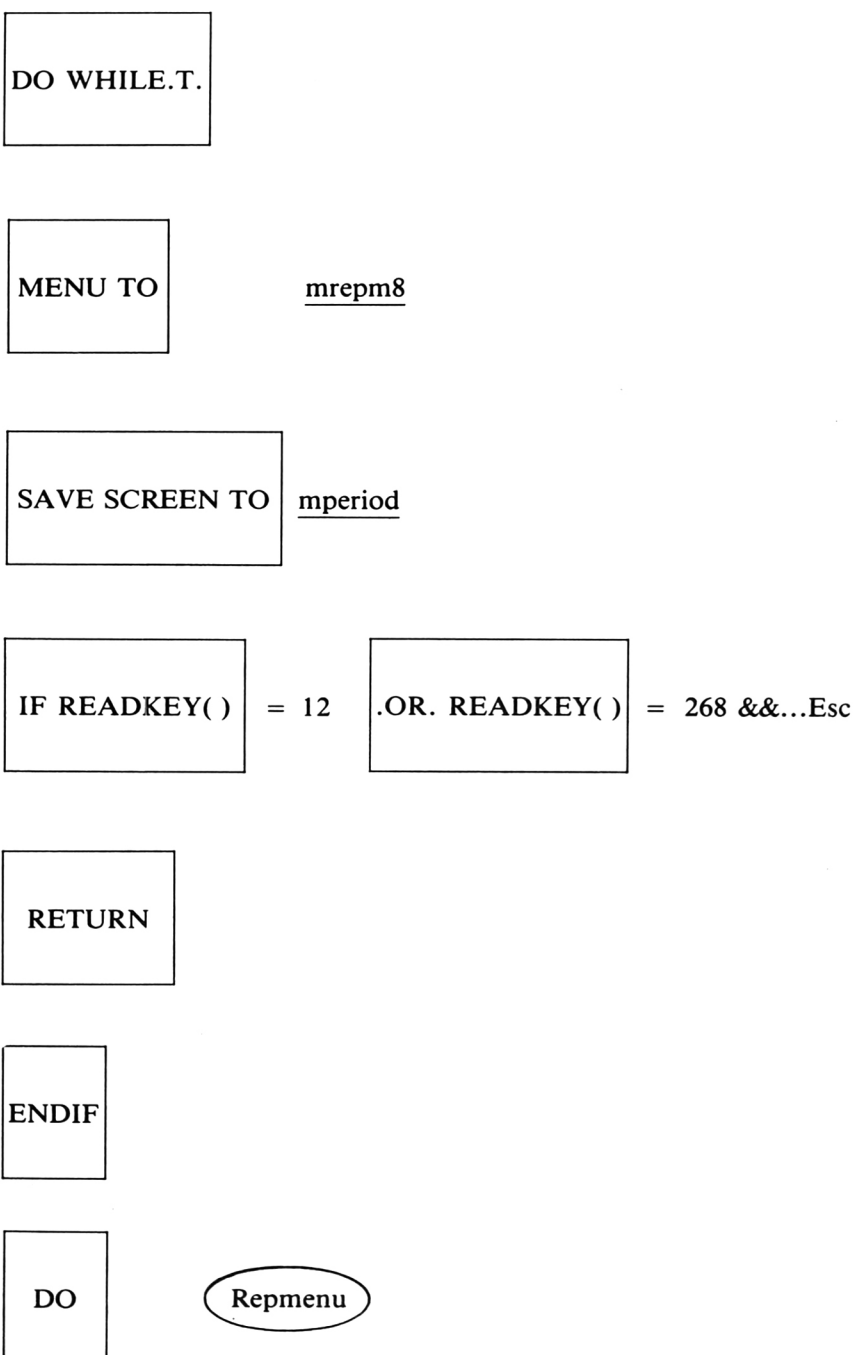 DO WHILE.T.
MENU TO mrepm8
SAVE SCREEN TO mperiod
IF READKEY( ) = 12 .OR. READKEY( ) = 268 &&...Esc
RETURN
ENDIF
DO Repmenu